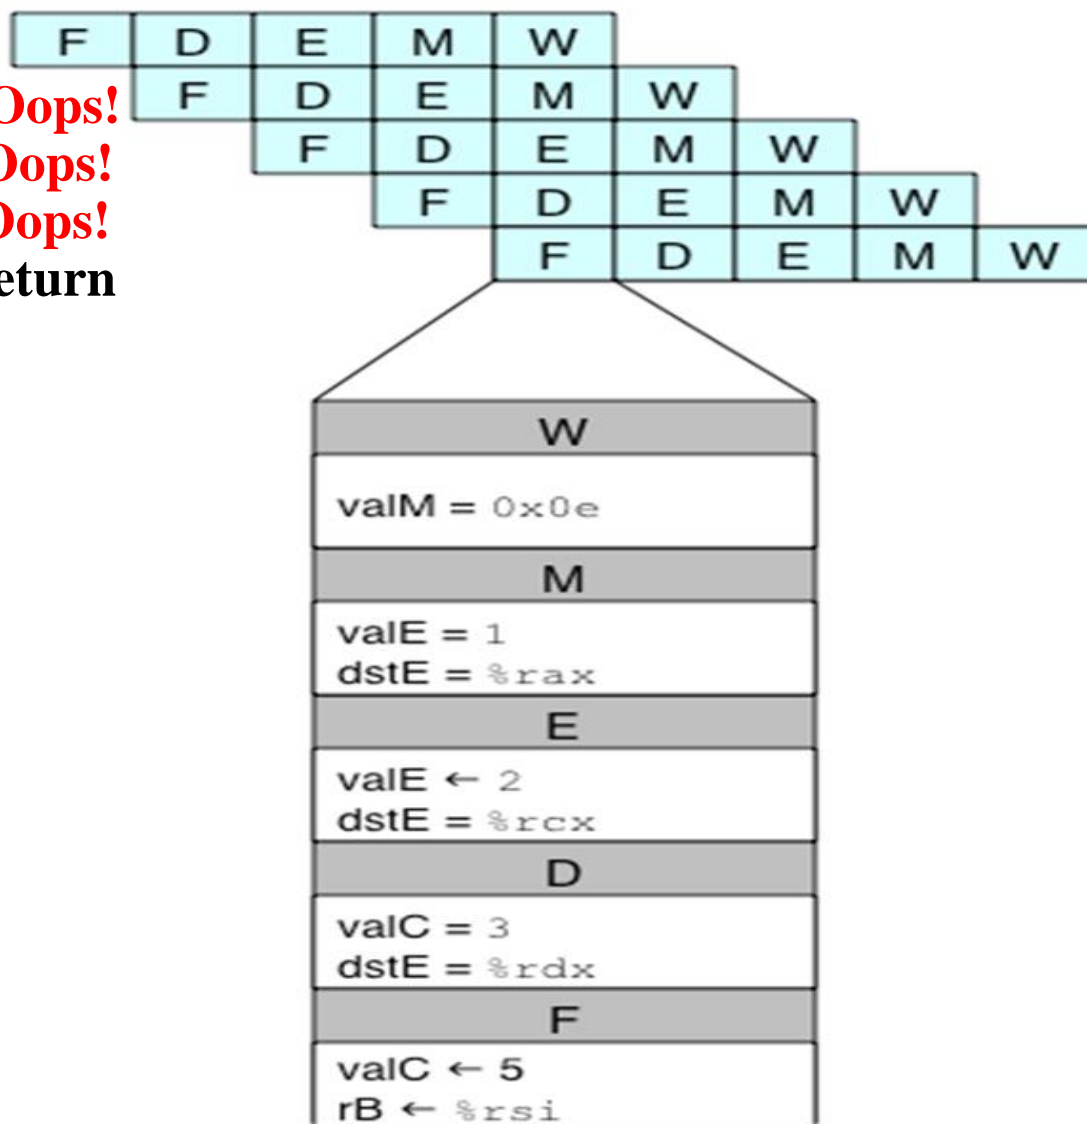 F D E M W
F D E M W
Oops!
F D E M W
Oops!
F D E M W
Oops!
F D E M W
eturn
W
valM = 0x0e
M
valE = 1
dstE = %rax
E
valE ← 2
dstE = %rcx
D
valC = 3
dstE = %rdx
F
valC ← 5
rB ← %rsi